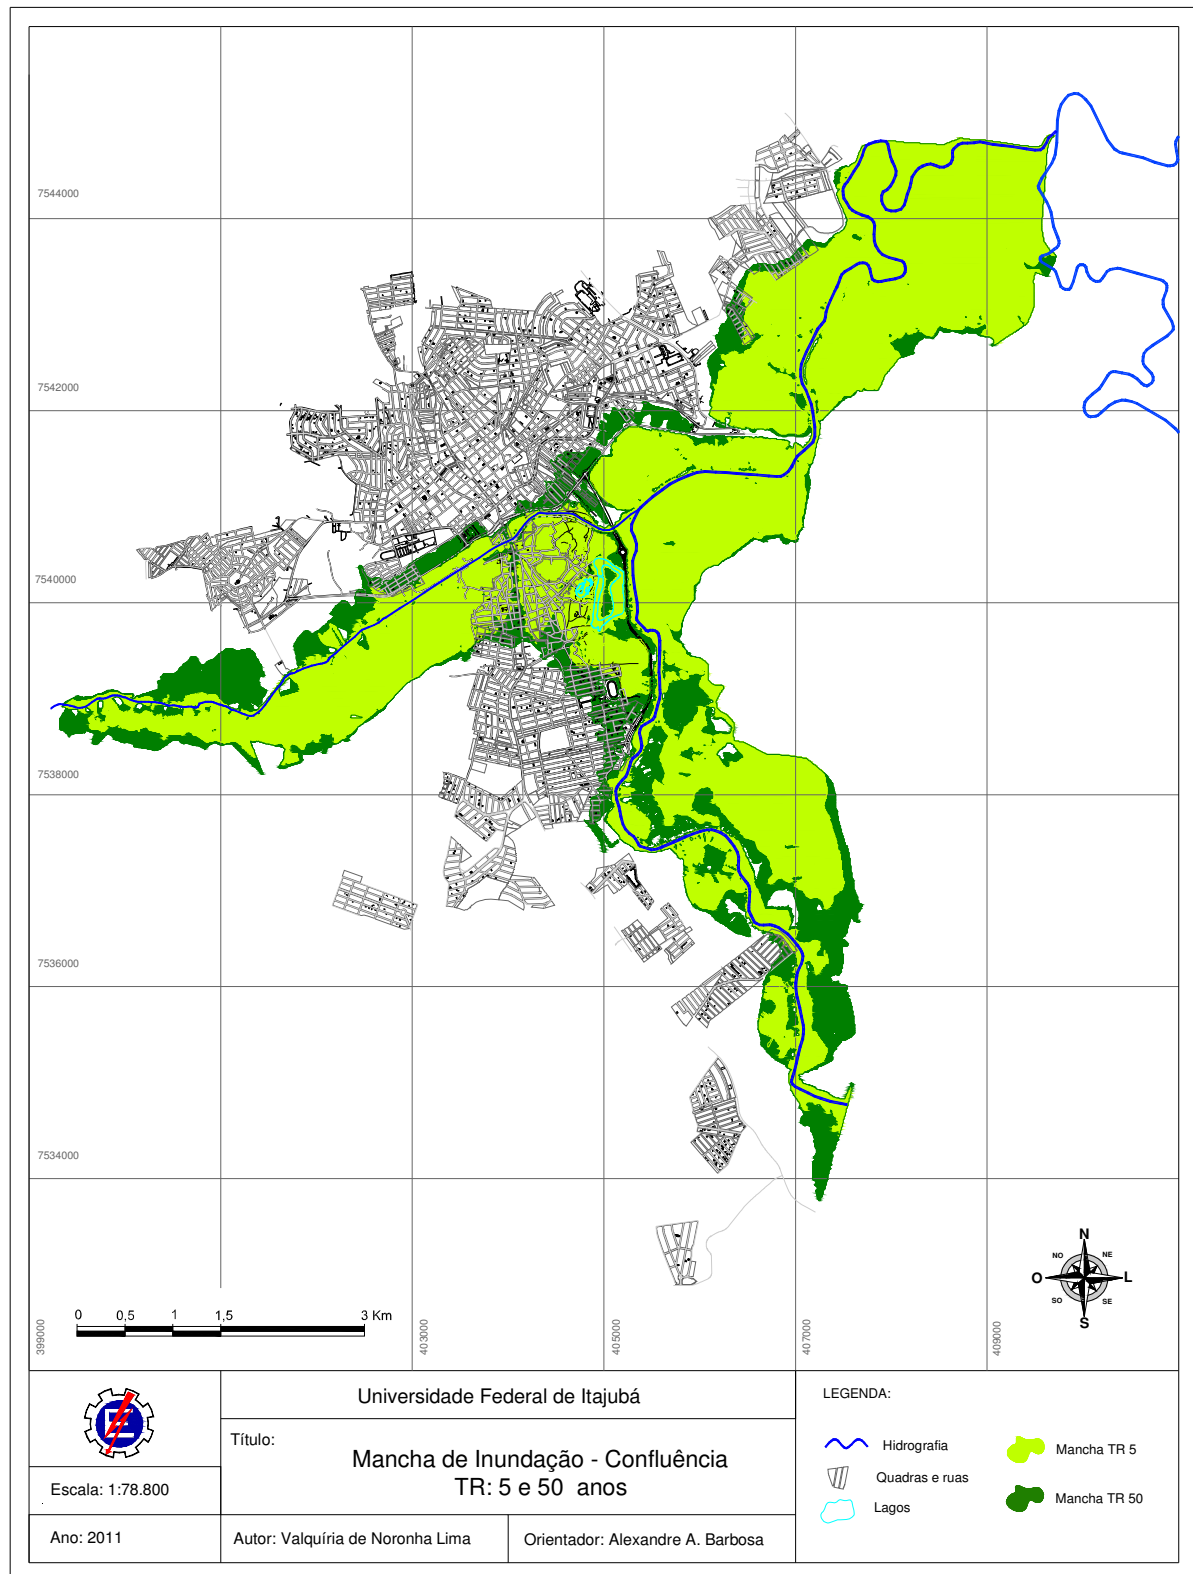 7544000
7542000
7540000
7538000
7536000
7534000
N
NO
NE
O
L
SO
SE
S
0 0,5 1 1,5 3 Km
399000
403000
405000
407000
409000
Universidade Federal de Itajubá
LEGENDA:
Título:
Mancha de Inundação - Confluência
TR: 5 e 50 anos
Hidrografia
Mancha TR 5
Quadras e ruas
Mancha TR 50
Lagos
E
Escala: 1:78.800
Ano: 2011
Autor: Valquíria de Noronha Lima
Orientador: Alexandre A. Barbosa